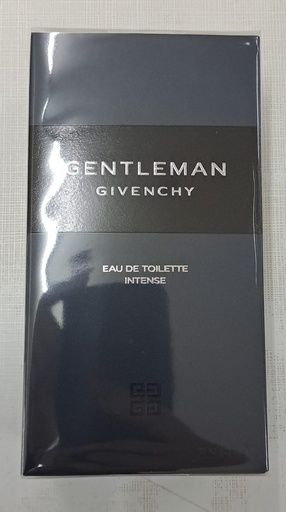 GENTLEMAN
GIVENCHY
EAU DE TOILETTE
INTENSE